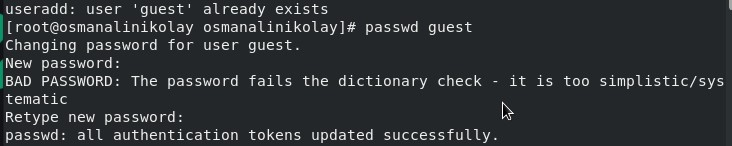 useradd: user 'guest' already exists
[root@osmanalinikolay osmanalinikolay]# passwd guest
Changing password for user guest.
New password:
BAD PASSWORD: The password fails the dictionary check - it is too simplistic/sys
tematic
Retype new password:
passwd: all authentication tokens updated successfully.